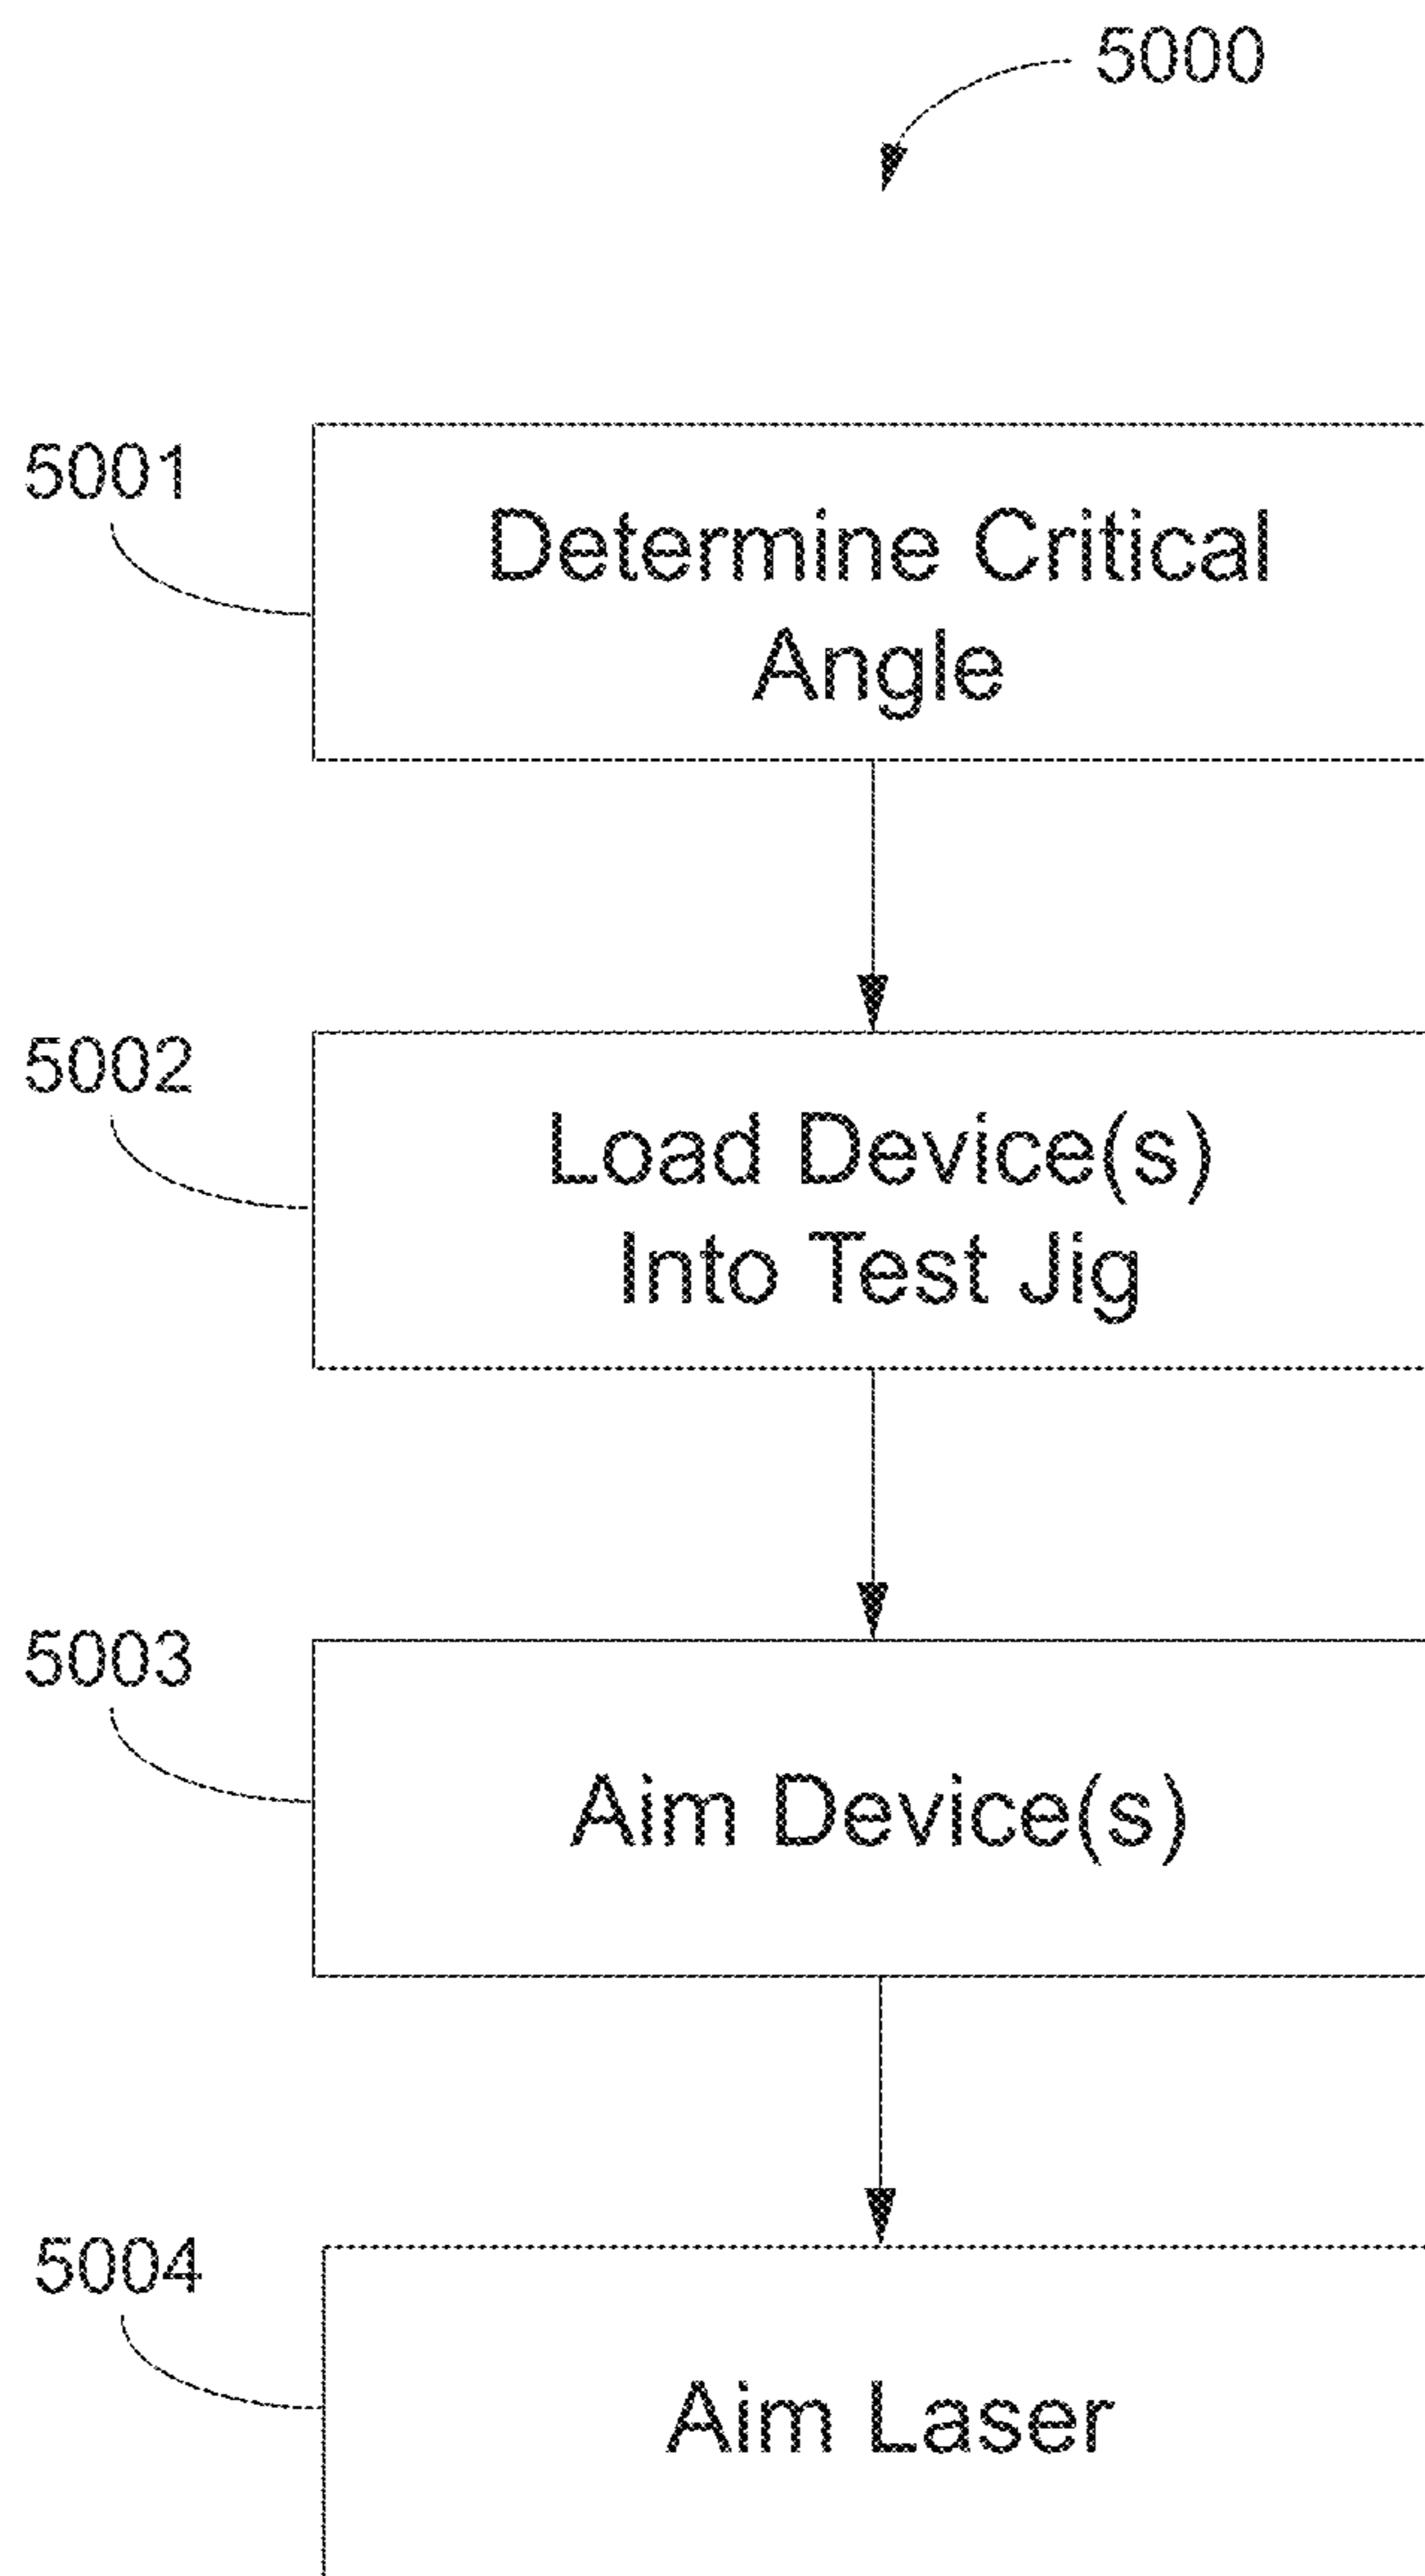 5000
5001
Determine Critical
Angle
5002
Load Device(s)
Into Test Jig
5003
Aim Device(s)
5004
Aim Laser